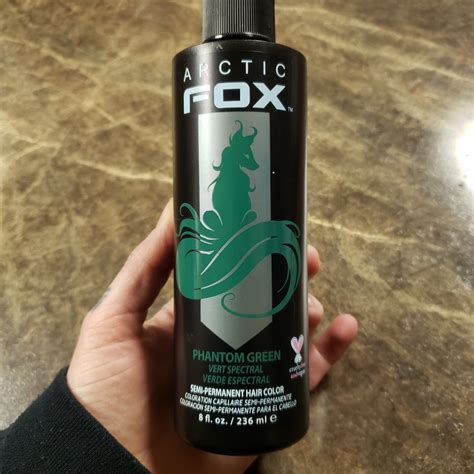 ARCTIC
FOX™
PHANTOM GREEN
VERT SPECTRAL
VERDE ESPECTRAL
SEMI-PERMANENT HAIR COLOR
COLORATION CAPILLAIRE SEMI-PERMANENTE
COLORACIÓN SEMI-PERMANENTE PARA EL CABELLO
8 fl. oz. / 236 ml e